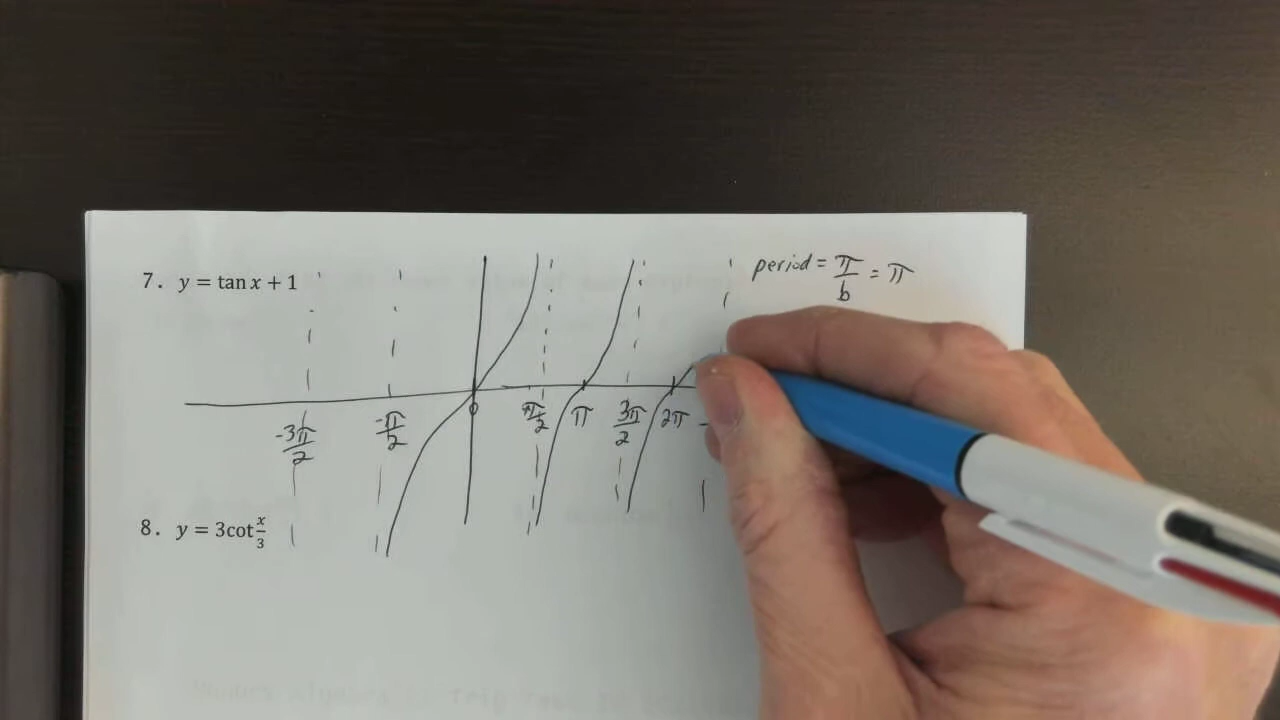 7. y = tan x + 1
period = π/b = π
-3π/2 -π/2 0 π/2 π 3π/2 2π
8. y = 3cot x/3